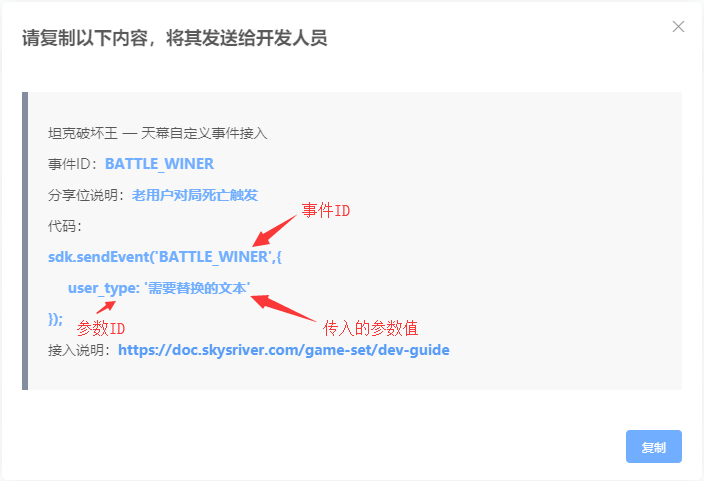 请复制以下内容，将其发送给开发人员
坦克破坏王 — 天幕自定义事件接入
事件ID：BATTLE_WINER
分享位说明：老用户对局死亡触发
代码：
事件ID
sdk.sendEvent('BATTLE_WINER',{
user_type: '需要替换的文本'
});
参数ID
传入的参数值
接入说明：https://doc.skysriver.com/game-set/dev-guide
复制